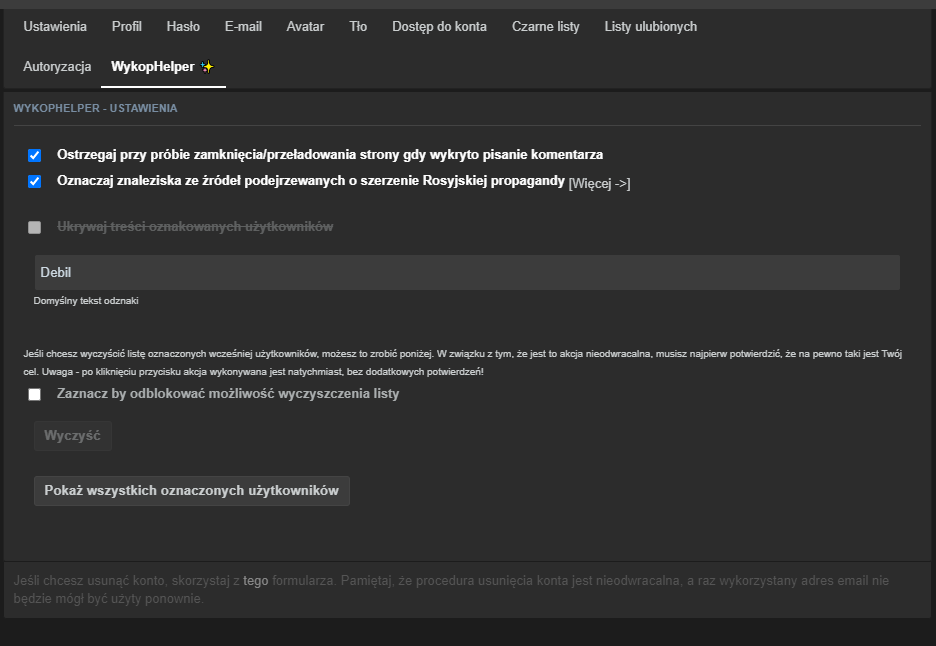 Ustawienia Profil Hasło E-mail Avatar Tło Dostęp do konta Czarne listy Listy ulubionych
Autoryzacja WykopHelper ✨
WYKOPHELPER - USTAWIENIA
Ostrzegaj przy próbie zamknięcia/przeładowania strony gdy wykryto pisanie komentarza
Oznaczaj znaleziska ze źródeł podejrzewanych o szerzenie Rosyjskiej propagandy [Więcej ->]
Ukrywaj treści oznakowanych użytkowników
Debil
Domyślny tekst odznaki
Jeśli chcesz wyczyścić listę oznaczonych wcześniej użytkowników, możesz to zrobić poniżej. W związku z tym, że jest to akcja nieodwracalna, musisz najpierw potwierdzić, że na pewno taki jest Twój
cel. Uwaga - po kliknięciu przycisku akcja wykonywana jest natychmiast, bez dodatkowych potwierdzeń!
Zaznacz by odblokować możliwość wyczyszczenia listy
Wyczyść
Pokaż wszystkich oznaczonych użytkowników
Jeśli chcesz usunąć konto, skorzystaj z tego formularza. Pamiętaj, że procedura usunięcia konta jest nieodwracalna, a raz wykorzystany adres email nie
będzie mógł być użyty ponownie.